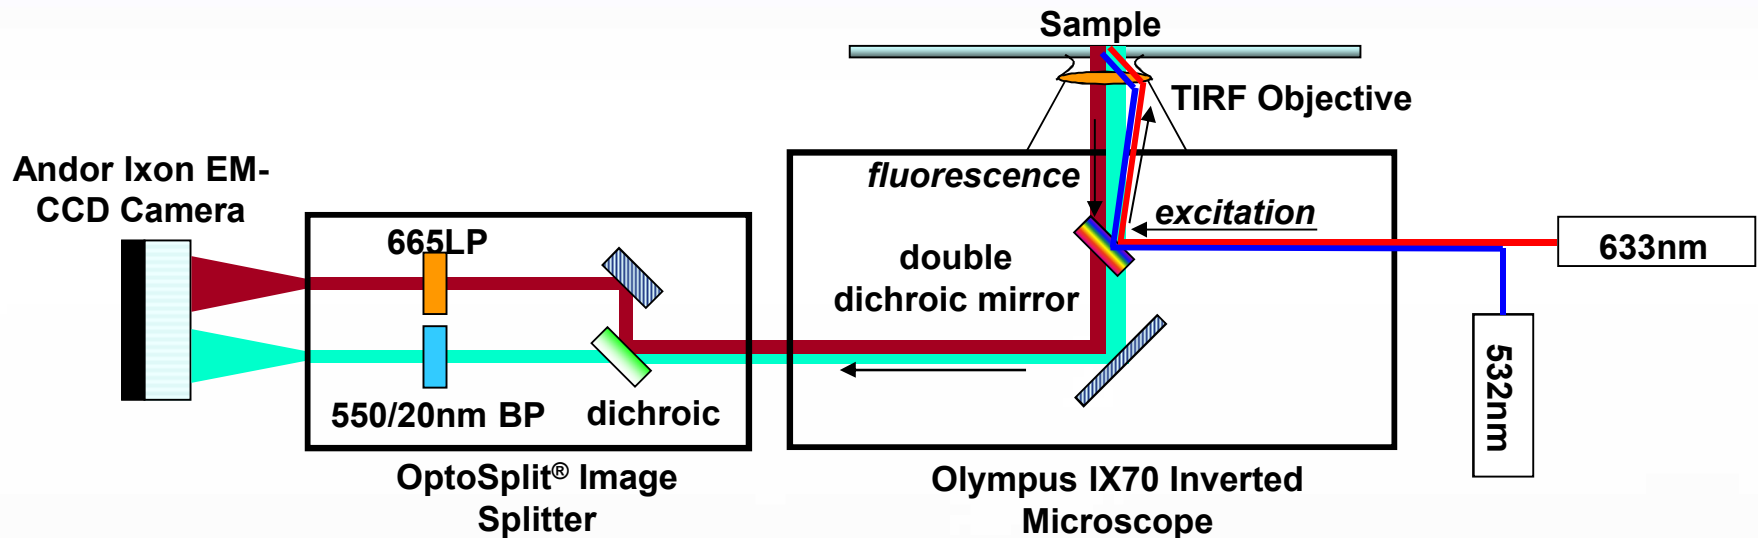 Sample
TIRF Objective
Andor Ixon EM-
CCD Camera
fluorescence
excitation
665LP
633nm
double
dichroic mirror
532nm
550/20nm BP
dichroic
OptoSplit® Image
Splitter
Olympus IX70 Inverted
Microscope